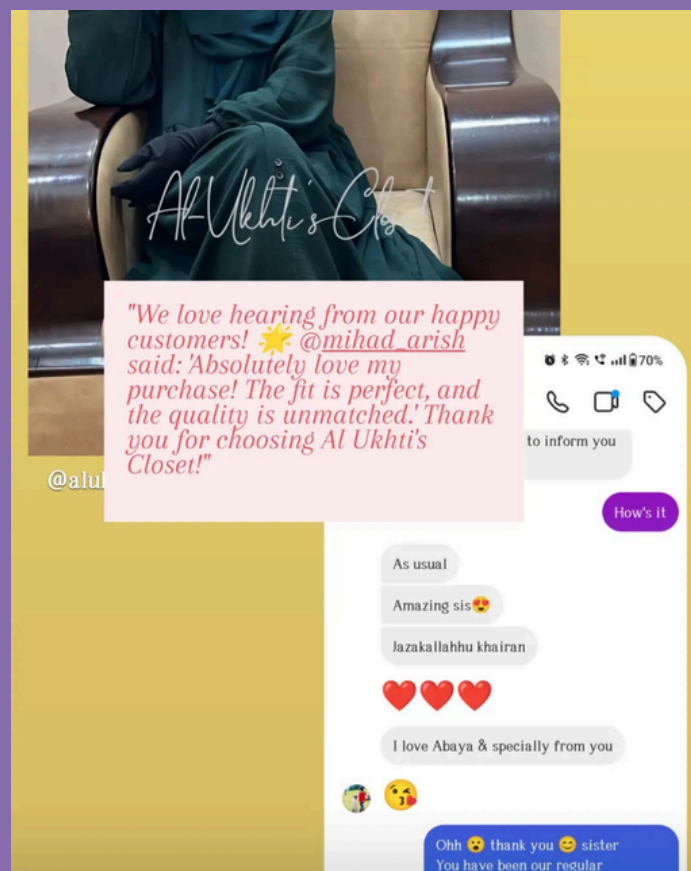 Al-Ukhti's Closet
"We love hearing from our happy
customers! 🌟 @mihad_arish
said: 'Absolutely love my
purchase! The fit is perfect, and
the quality is unmatched.' Thank
you for choosing Al Ukhti's
Closet!"
@alu
70%
to inform you
How's it
As usual
Amazing sis😍
Jazakallahhu khairan
❤️❤️❤️
I love Abaya & specially from you
😘
Ohh 😮 thank you 😊 sister
You have been our regular